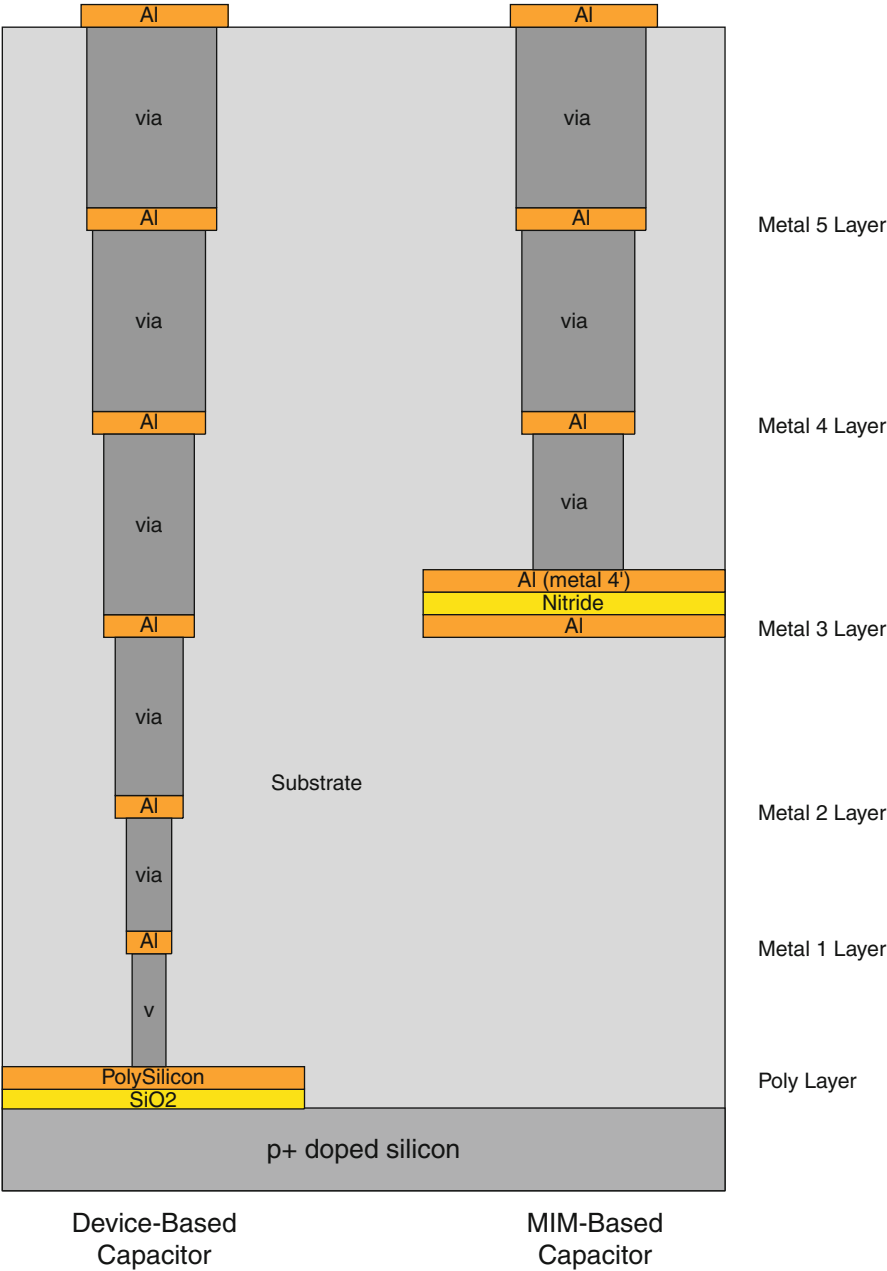 Al
Al
via
via
Al
Al
Metal 5 Layer
via
via
Al
Al
Metal 4 Layer
via
via
Al (metal 4')
Nitride
Al
Al
Metal 3 Layer
via
Substrate
Al
Metal 2 Layer
via
Al
Metal 1 Layer
v
PolySilicon
Poly Layer
SiO2
p+ doped silicon
Device-Based
Capacitor
MIM-Based
Capacitor